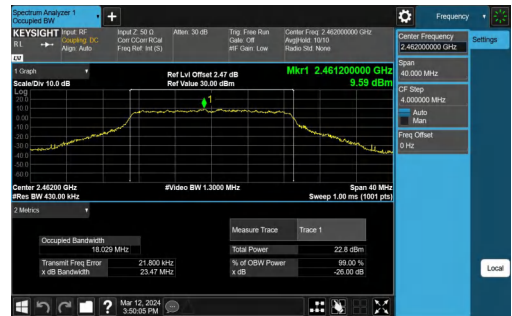 Spectrum Analyzer 1
Occupied BW
+
Frequency
KEYSIGHT
RL
Input: RF
Coupling: DC
Align: Auto
Input Z: 50 Ω
Corr CCorr RCal
Freq Ref: Int (S)
Atten: 30 dB
Trig: Free Run
Gate: Off
#IF Gain: Low
Center Freq: 2.462000000 GHz
Avg|Hold: 10/10
Radio Std: None
LV
Center Frequency
2.462000000 GHz
Settings
Span
40.000 MHz
CF Step
4.000000 MHz
Auto
Man
Freq Offset
0 Hz
Local
1 Graph
Scale/Div 10.0 dB
Ref Lvl Offset 2.47 dB
Ref Value 30.00 dBm
Mkr1 2.461200000 GHz
9.59 dBm
Log
20.0
10.0
0.00
-10.0
-20.0
-30.0
-40.0
-50.0
-60.0
1
Center 2.46200 GHz
#Res BW 430.00 kHz
#Video BW 1.3000 MHz
Span 40 MHz
Sweep 1.00 ms (1001 pts)
2 Metrics
Measure Trace
Trace 1
Occupied Bandwidth
18.029 MHz
Total Power
22.8 dBm
Transmit Freq Error
21.800 kHz
% of OBW Power
99.00 %
x dB Bandwidth
23.47 MHz
x dB
-26.00 dB
?
Mar 12, 2024
3:50:05 PM